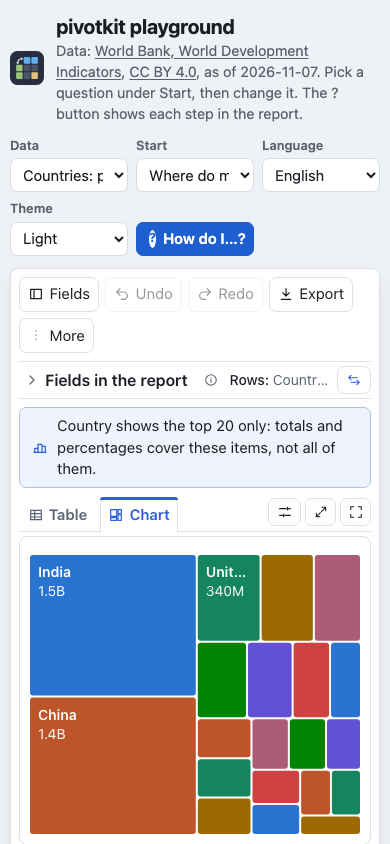 pivotkit playground
Data: World Bank, World Development
Indicators, CC BY 4.0, as of 2026-11-07. Pick a
question under Start, then change it. The ?
button shows each step in the report.
Data
Start
Language
Countries: p
Where do m
English
Theme
Light
? How do I...?
Fields
Undo
Redo
Export
More
Fields in the report
Rows: Countr...
Country shows the top 20 only: totals and
percentages cover these items, not all of
them.
Table
Chart
India
1.5B
Unit...
340M
China
1.4B